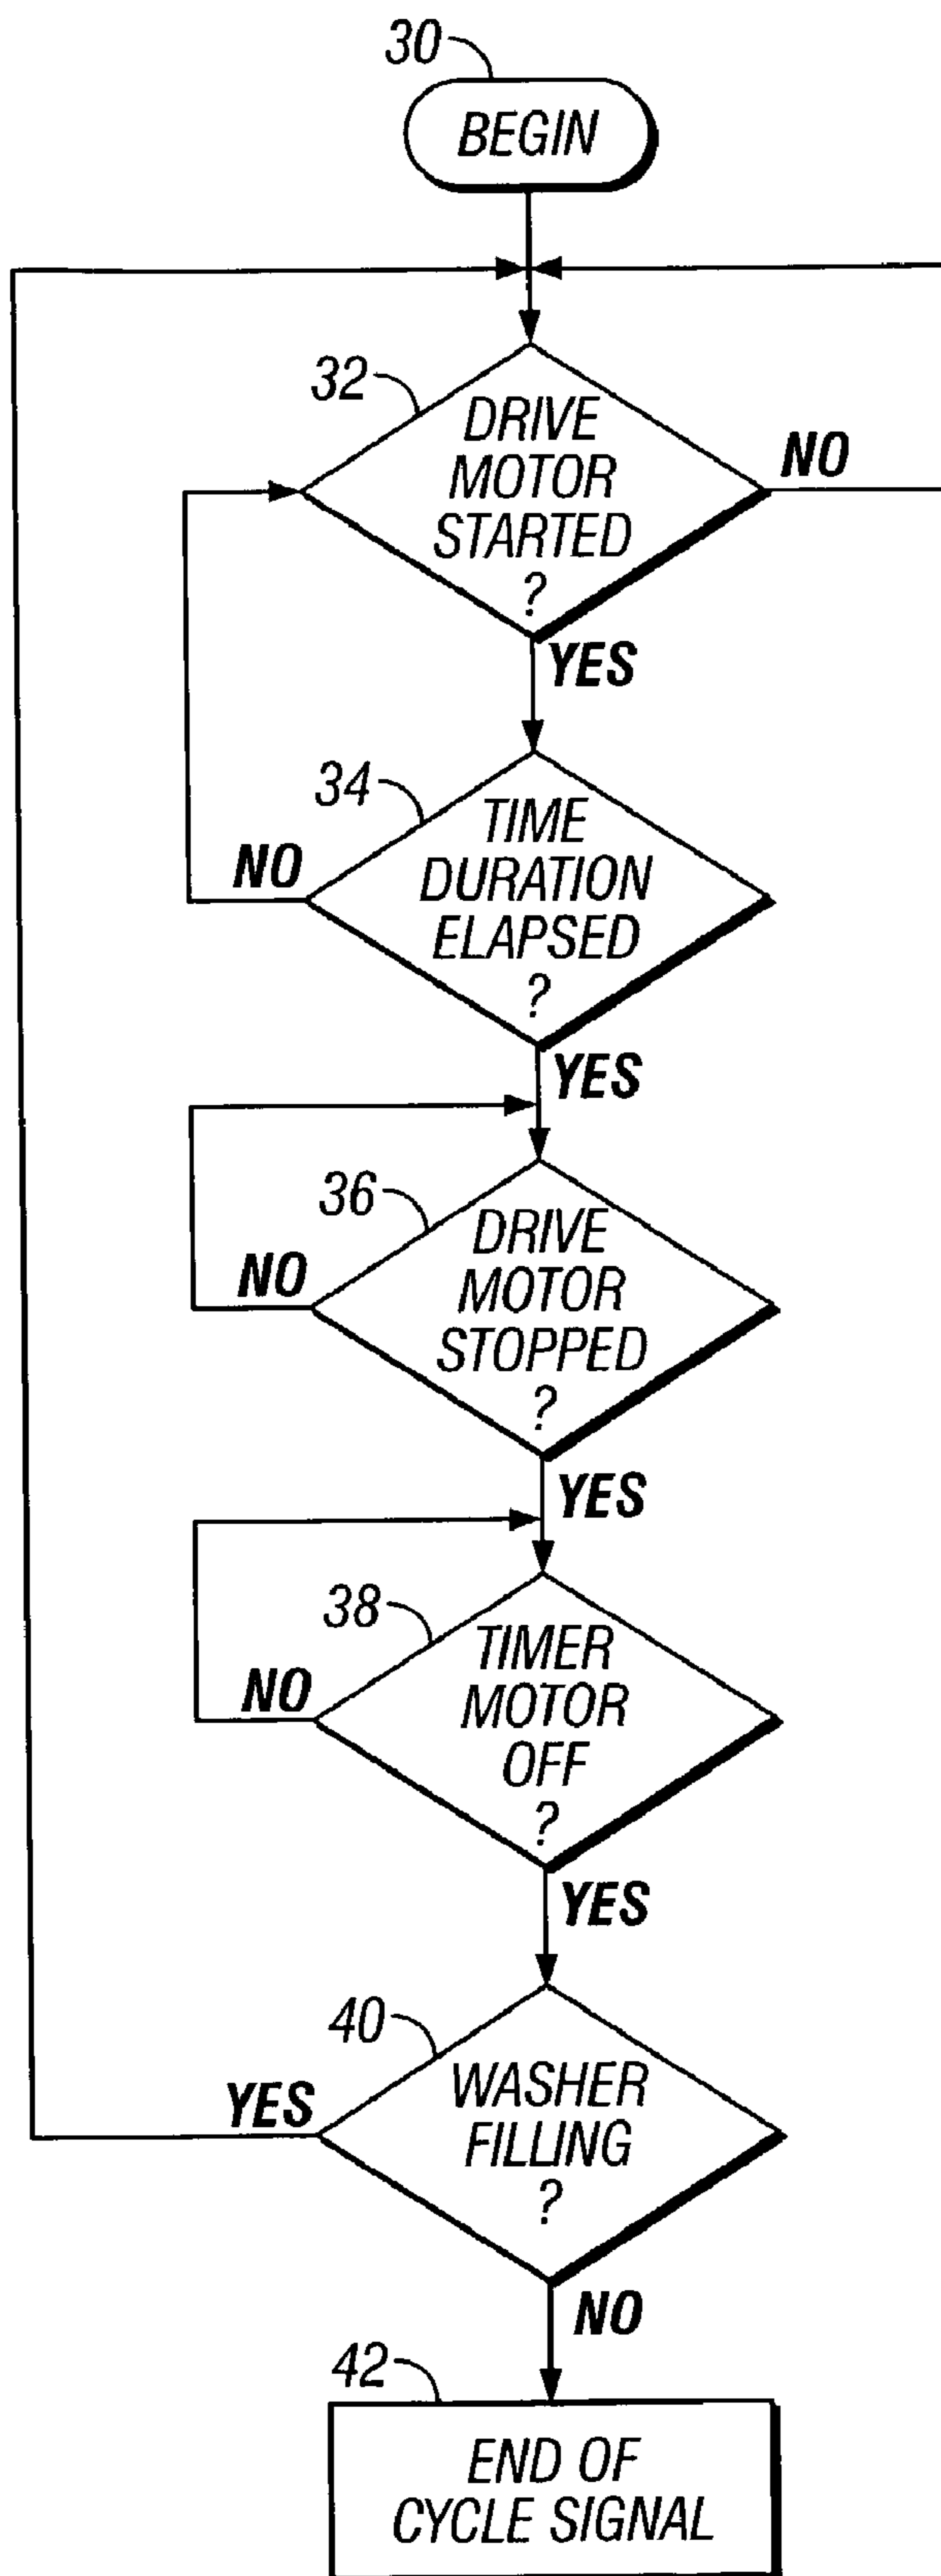 30
BEGIN
32
DRIVE
MOTOR
STARTED
?
NO
YES
34
TIME
DURATION
ELAPSED
?
NO
YES
36
DRIVE
MOTOR
STOPPED
?
NO
YES
38
TIMER
MOTOR
OFF
?
NO
YES
40
WASHER
FILLING
?
YES
NO
42
END OF
CYCLE SIGNAL